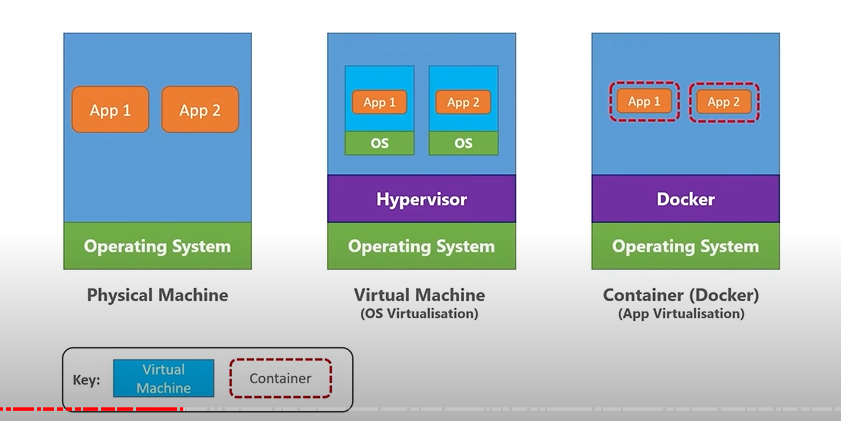 App 1
App 2
Operating System
Physical Machine
App 1
App 2
OS
OS
Hypervisor
Operating System
Virtual Machine
(OS Virtualisation)
App 1
App 2
Docker
Operating System
Container (Docker)
(App Virtualisation)
Key:
Virtual
Machine
Container